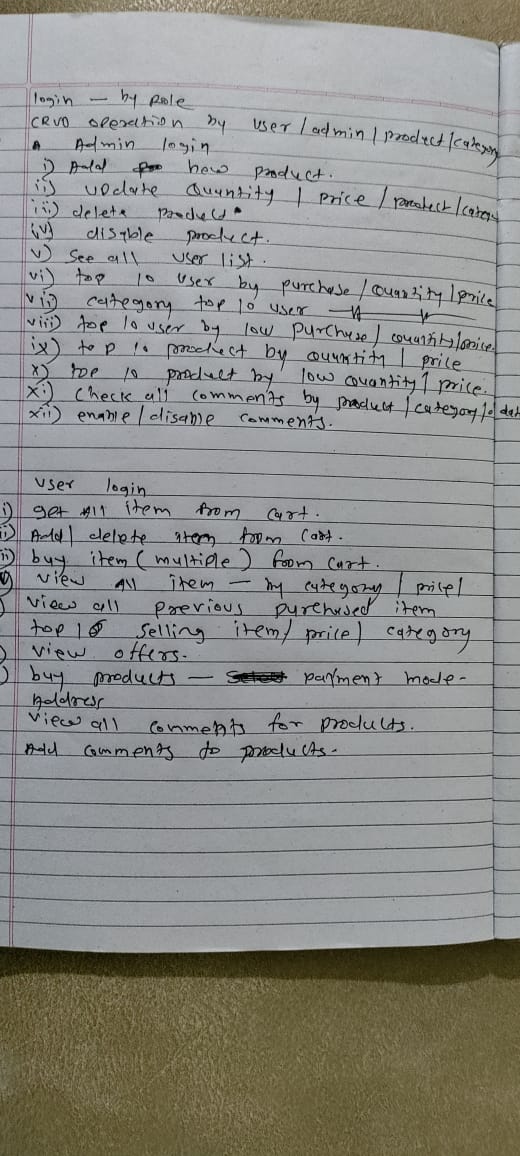 login - by Role
CRUD operation by user / admin / product / category
A Admin login
i) Add new product.
ii) update Quantity / price / product / categ
iii) delete product.
iv) disable product.
v) see all user list.
vi) top 10 user by purchase / quantity / price
vii) category top 10 user
viii) top 10 user by low purchase / quantity / price.
ix) top 10 product by quantity / price
x) top 10 product by low quantity / price.
xi) check all comments by product / category / dat
xii) enable / disable comments.
user login
i) get all item from cart.
ii) Add / delete item from cart.
iii) buy item (multiple) from cart.
view all item - by category / price /
view all previous purchased item
top 10 selling item / price / category
view offers.
buy products - payment mode -
Address
view all comments for products.
Add comments to products.